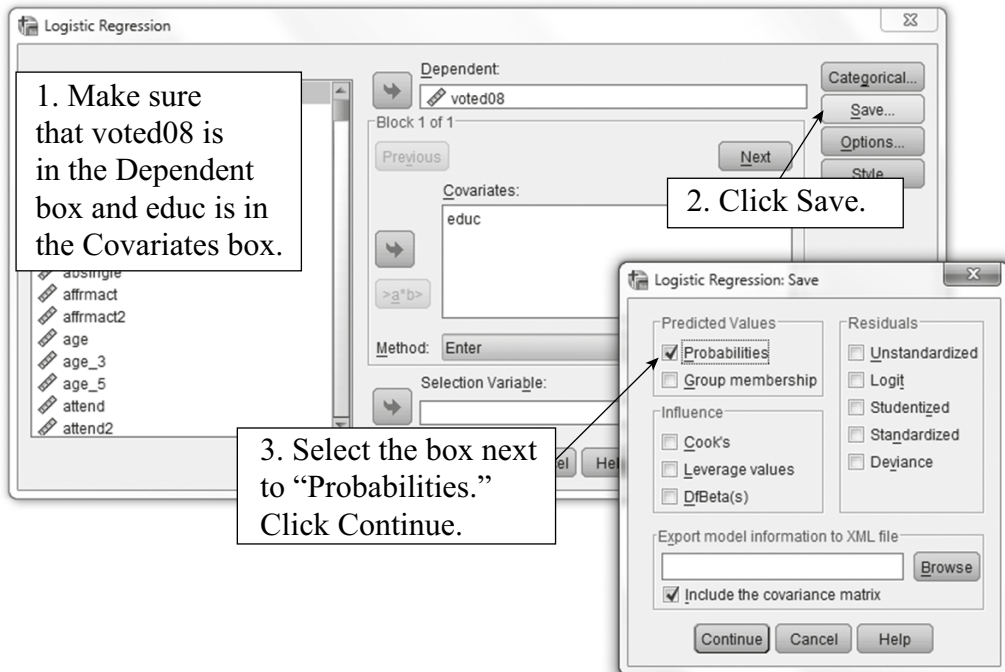 Logistic Regression
1. Make sure
that voted08 is
in the Dependent
box and educ is in
the Covariates box.
absingle
affrmact
affrmact2
age
age_3
age_5
attend
attend2
Dependent:
voted08
Block 1 of 1
Previous
Next
Covariates:
educ
>a*b>
Method: Enter
Selection Variable:
Categorical...
Save...
Options...
Style
2. Click Save.
3. Select the box next
to “Probabilities.”
Click Continue.
Logistic Regression: Save
Predicted Values
Probabilities
Group membership
Influence
Cook's
Leverage values
DfBeta(s)
Residuals
Unstandardized
Logit
Studentized
Standardized
Deviance
Export model information to XML file
Browse
Include the covariance matrix
Continue Cancel Help